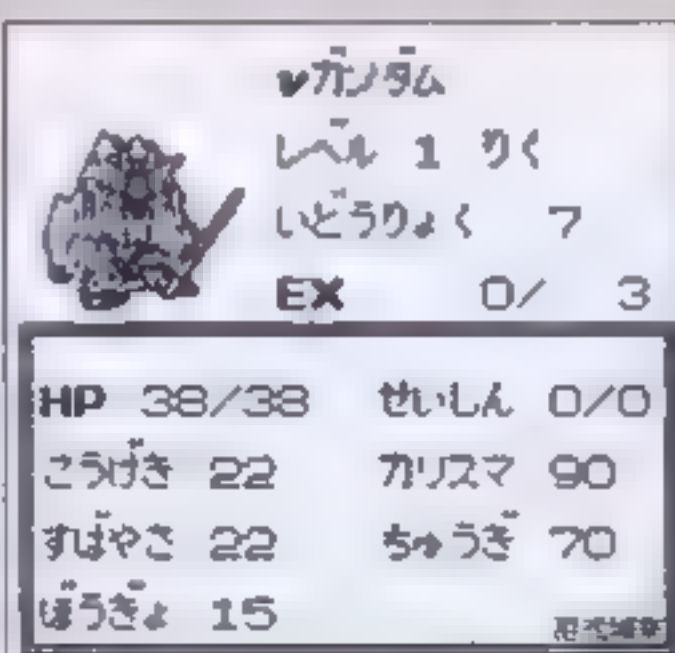 ♥ガンダム
レベル 1 りく
いどうりょく 7
EX 0/ 3
HP 38/38 せいしん 0/0
こうげき 22 カリスマ 90
すばやさ 22 ちゅうぎ 70
ぼうぎょ 15